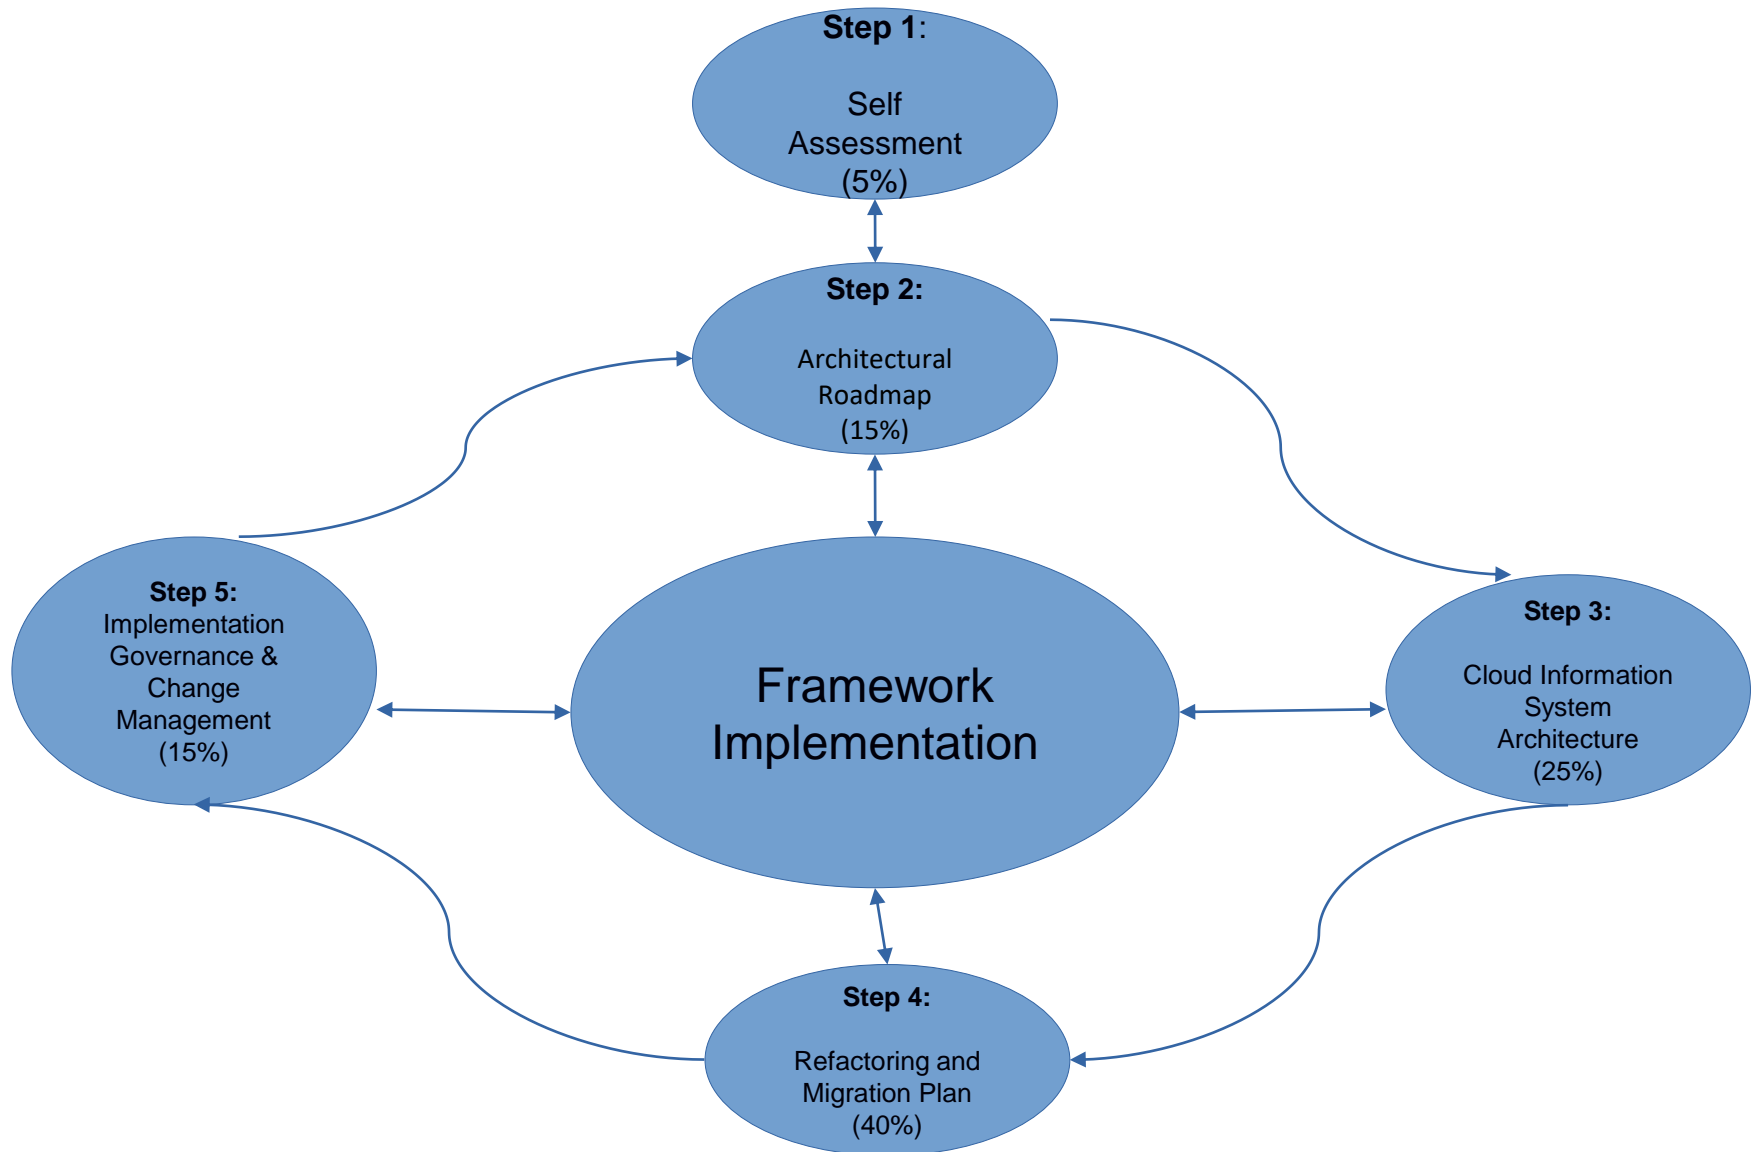 Step 1:
Self
Assessment
(5%)
Step 2:
Architectural
Roadmap
(15%)
Step 5:
Implementation
Governance &
Change
Management
(15%)
Framework
Implementation
Step 3:
Cloud Information
System
Architecture
(25%)
Step 4:
Refactoring and
Migration Plan
(40%)